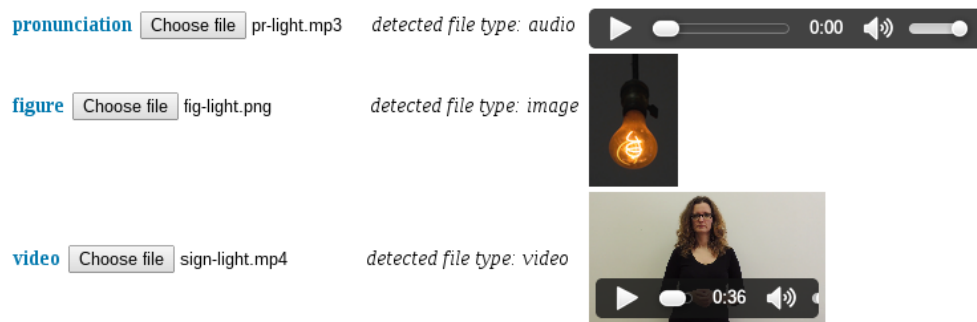 pronunciation Choose file pr-light.mp3 detected file type: audio 0:00
figure Choose file fig-light.png detected file type: image
video Choose file sign-light.mp4 detected file type: video 0:36